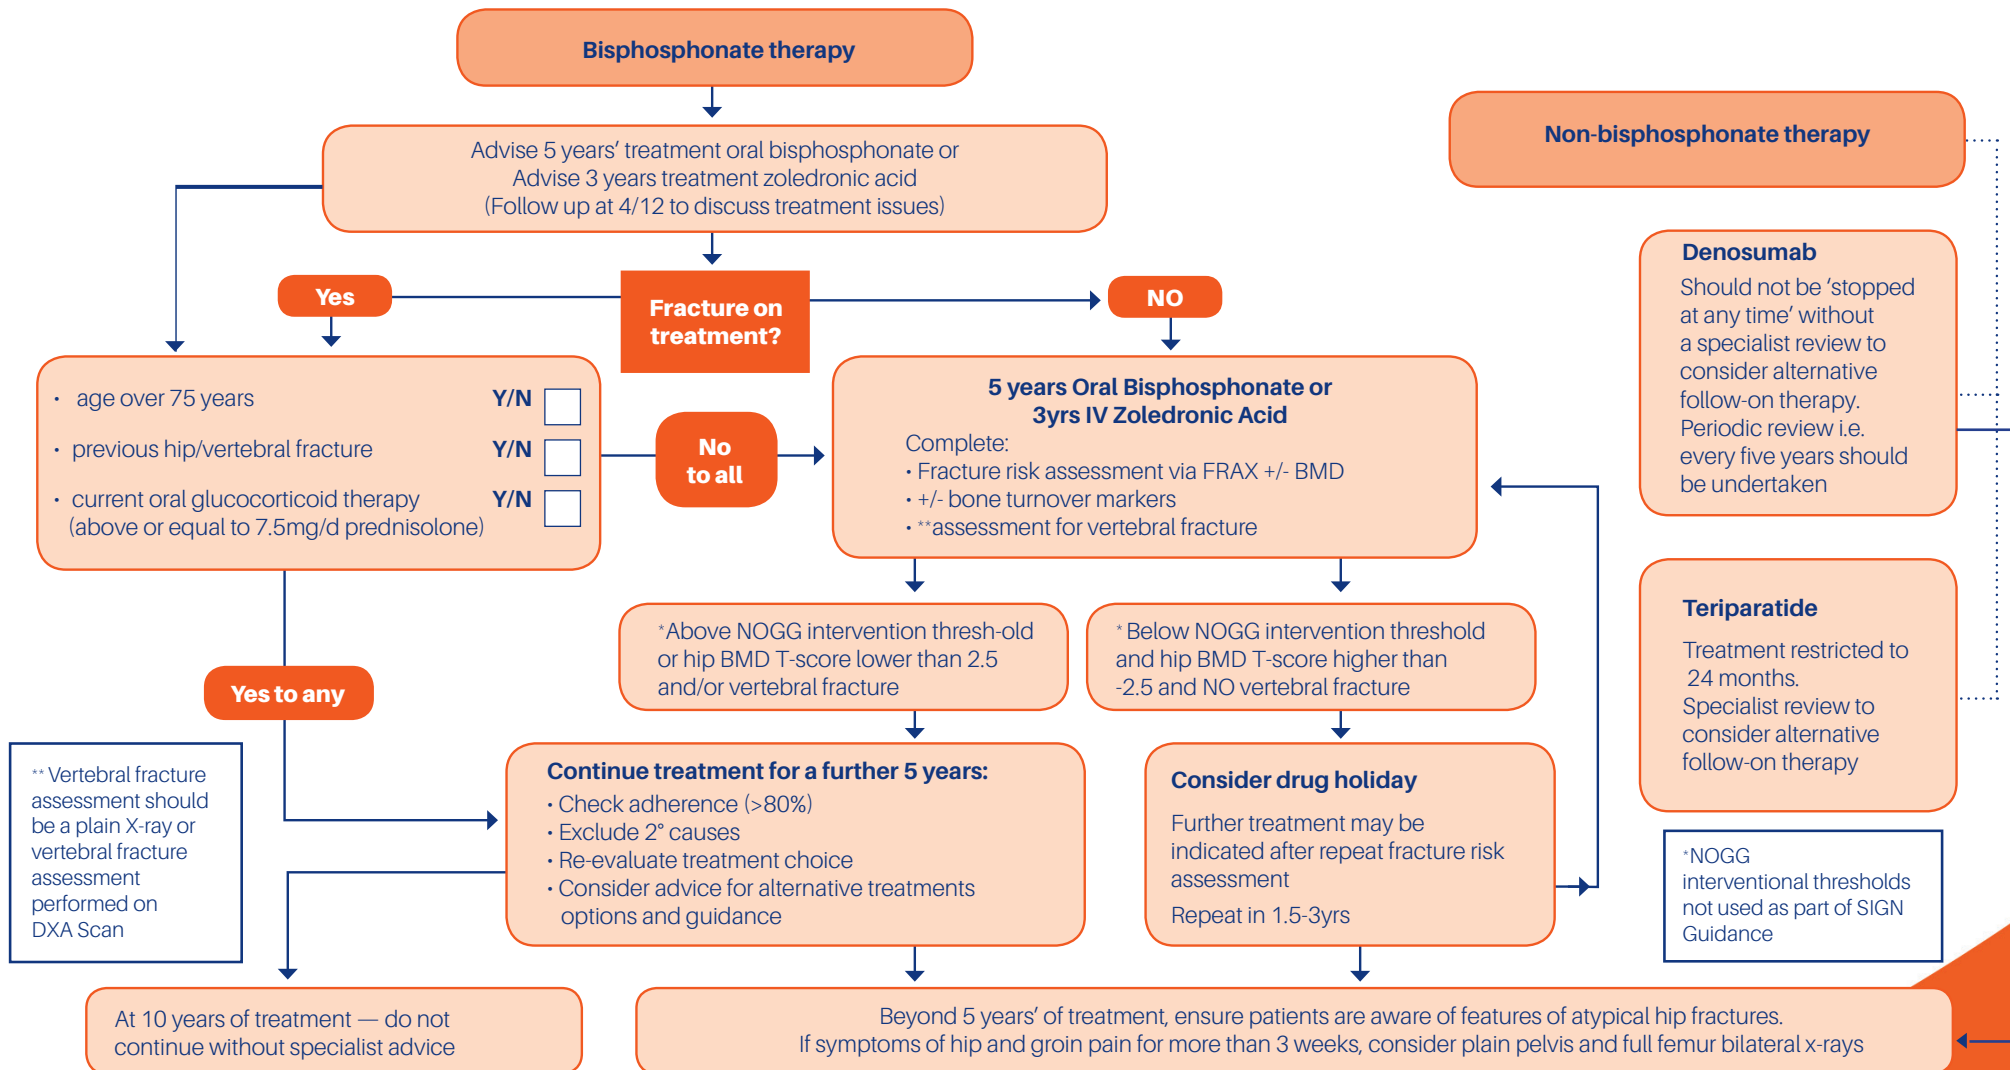 Bisphosphonate therapy
Advise 5 years’ treatment oral bisphosphonate or
Advise 3 years treatment zoledronic acid
(Follow up at 4/12 to discuss treatment issues)
Yes
Fracture on
treatment?
NO
• age over 75 years Y/N
• previous hip/vertebral fracture Y/N
• current oral glucocorticoid therapy Y/N
(above or equal to 7.5mg/d prednisolone)
No
to all
5 years Oral Bisphosphonate or
3yrs IV Zoledronic Acid
Complete:
• Fracture risk assessment via FRAX +/- BMD
• +/- bone turnover markers
• **assessment for vertebral fracture
*Above NOGG intervention thresh-old
or hip BMD T-score lower than 2.5
and/or vertebral fracture
*Below NOGG intervention threshold
and hip BMD T-score higher than
-2.5 and NO vertebral fracture
Yes to any
**Vertebral fracture
assessment should
be a plain X-ray or
vertebral fracture
assessment
performed on
DXA Scan
Continue treatment for a further 5 years:
• Check adherence (>80%)
• Exclude 2° causes
• Re-evaluate treatment choice
• Consider advice for alternative treatments
options and guidance
Consider drug holiday
Further treatment may be
indicated after repeat fracture risk
assessment
Repeat in 1.5-3yrs
At 10 years of treatment — do not
continue without specialist advice
Beyond 5 years’ of treatment, ensure patients are aware of features of atypical hip fractures.
If symptoms of hip and groin pain for more than 3 weeks, consider plain pelvis and full femur bilateral x-rays
Non-bisphosphonate therapy
Denosumab
Should not be ‘stopped
at any time’ without
a specialist review to
consider alternative
follow-on therapy.
Periodic review i.e.
every five years should
be undertaken
Teriparatide
Treatment restricted to
24 months.
Specialist review to
consider alternative
follow-on therapy
*NOGG
interventional thresholds
not used as part of SIGN
Guidance